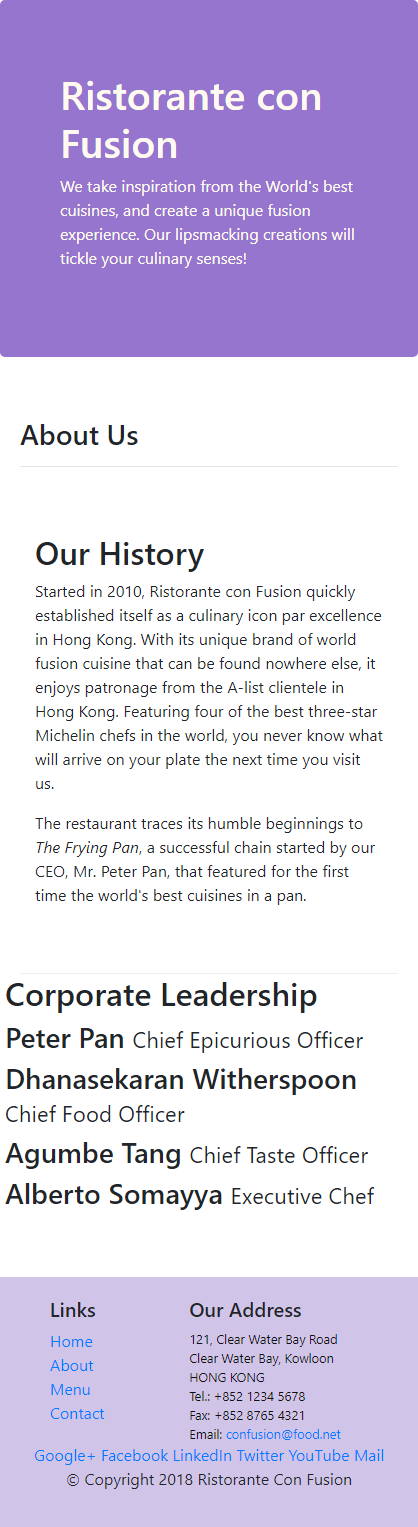 Ristorante con
Fusion
We take inspiration from the World's best
cuisines, and create a unique fusion
experience. Our lipsmacking creations will
tickle your culinary senses!
About Us
Our History
Started in 2010, Ristorante con Fusion quickly
established itself as a culinary icon par excellence
in Hong Kong. With its unique brand of world
fusion cuisine that can be found nowhere else, it
enjoys patronage from the A-list clientele in
Hong Kong. Featuring four of the best three-star
Michelin chefs in the world, you never know what
will arrive on your plate the next time you visit
us.
The restaurant traces its humble beginnings to
The Frying Pan, a successful chain started by our
CEO, Mr. Peter Pan, that featured for the first
time the world's best cuisines in a pan.
Corporate Leadership
Peter Pan Chief Epicurious Officer
Dhanasekaran Witherspoon
Chief Food Officer
Agumbe Tang Chief Taste Officer
Alberto Somayya Executive Chef
Links
Home
About
Menu
Contact
Our Address
121, Clear Water Bay Road
Clear Water Bay, Kowloon
HONG KONG
Tel.: +852 1234 5678
Fax: +852 8765 4321
Email: confusion@food.net
Google+ Facebook LinkedIn Twitter YouTube Mail
© Copyright 2018 Ristorante Con Fusion